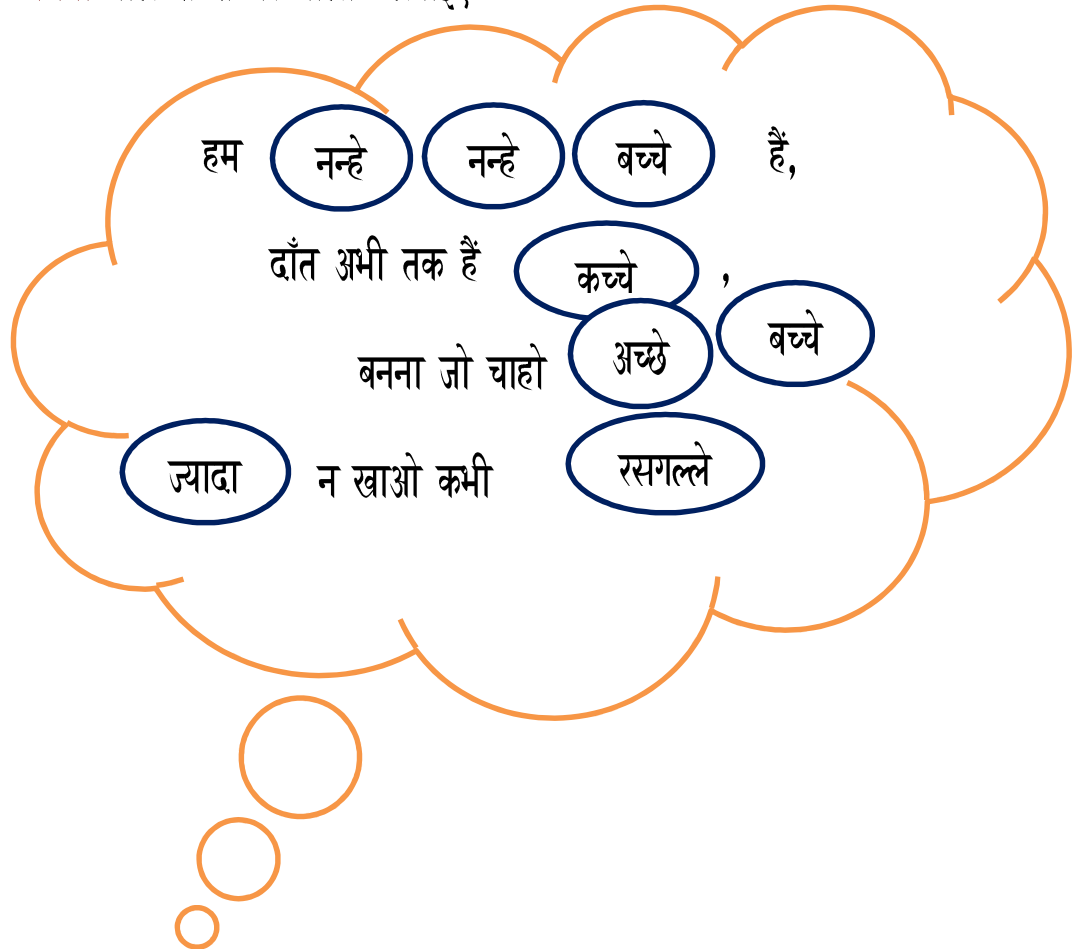 हम नन्हे नन्हे बच्चे हैं,
दाँत अभी तक हैं कच्चे ,
बनना जो चाहो अच्छे बच्चे
ज्यादा न खाओ कभी रसगल्ले